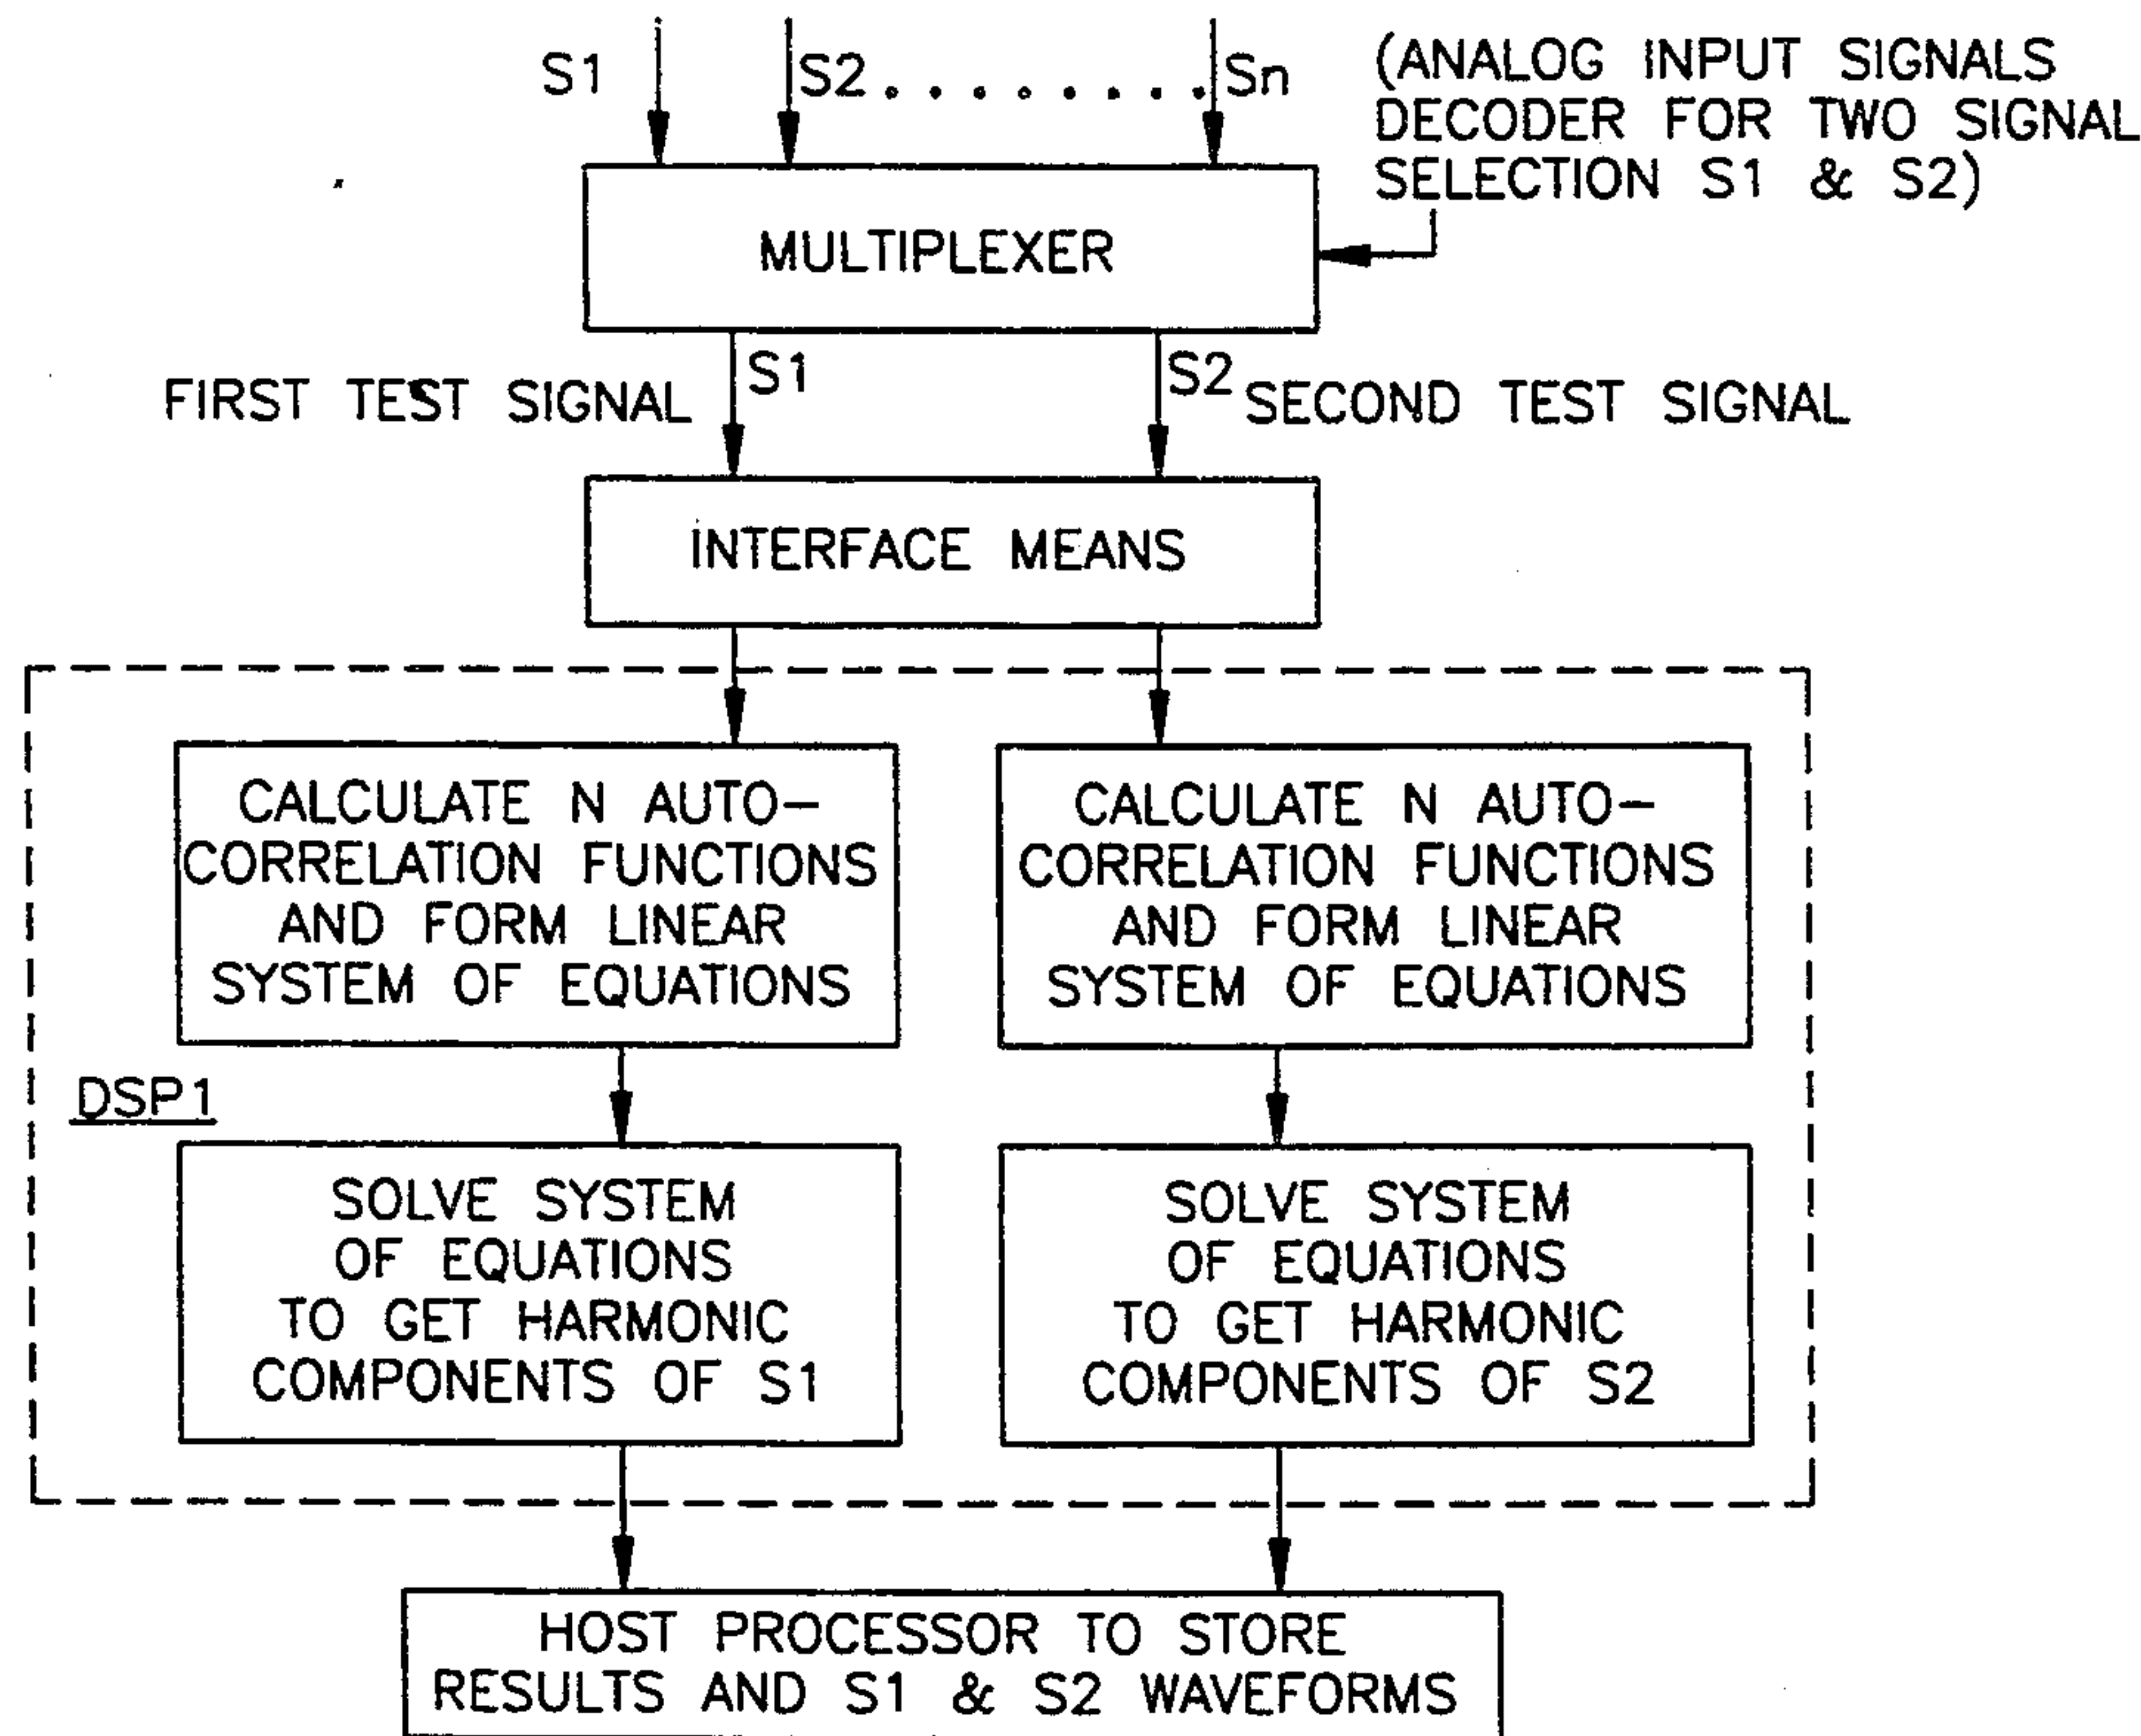 S1 S2 ........ Sn
(ANALOG INPUT SIGNALS
DECODER FOR TWO SIGNAL
SELECTION S1 & S2)
MULTIPLEXER
S1 S2
FIRST TEST SIGNAL
SECOND TEST SIGNAL
INTERFACE MEANS
CALCULATE N AUTO-
CORRELATION FUNCTIONS
AND FORM LINEAR
SYSTEM OF EQUATIONS
CALCULATE N AUTO-
CORRELATION FUNCTIONS
AND FORM LINEAR
SYSTEM OF EQUATIONS
DSP1
SOLVE SYSTEM
OF EQUATIONS
TO GET HARMONIC
COMPONENTS OF S1
SOLVE SYSTEM
OF EQUATIONS
TO GET HARMONIC
COMPONENTS OF S2
HOST PROCESSOR TO STORE
RESULTS AND S1 & S2 WAVEFORMS